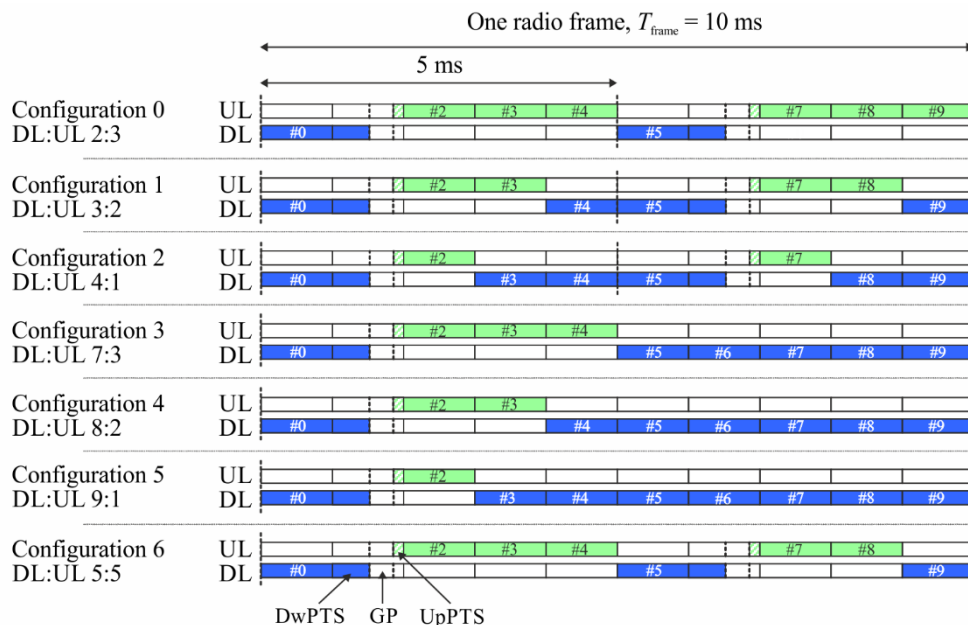 One radio frame, Tframe = 10 ms
5 ms
Configuration 0 UL #2 #3 #4 #7 #8 #9
DL:UL 2:3 DL #0 #5
Configuration 1 UL #2 #3 #7 #8
DL:UL 3:2 DL #0 #4 #5 #9
Configuration 2 UL #2 #7
DL:UL 4:1 DL #0 #3 #4 #5 #8 #9
Configuration 3 UL #2 #3 #4
DL:UL 7:3 DL #0 #5 #6 #7 #8 #9
Configuration 4 UL #2 #3
DL:UL 8:2 DL #0 #4 #5 #6 #7 #8 #9
Configuration 5 UL #2
DL:UL 9:1 DL #0 #3 #4 #5 #6 #7 #8 #9
Configuration 6 UL #2 #3 #4 #7 #8
DL:UL 5:5 DL #0 #5 #9
DwPTS GP UpPTS